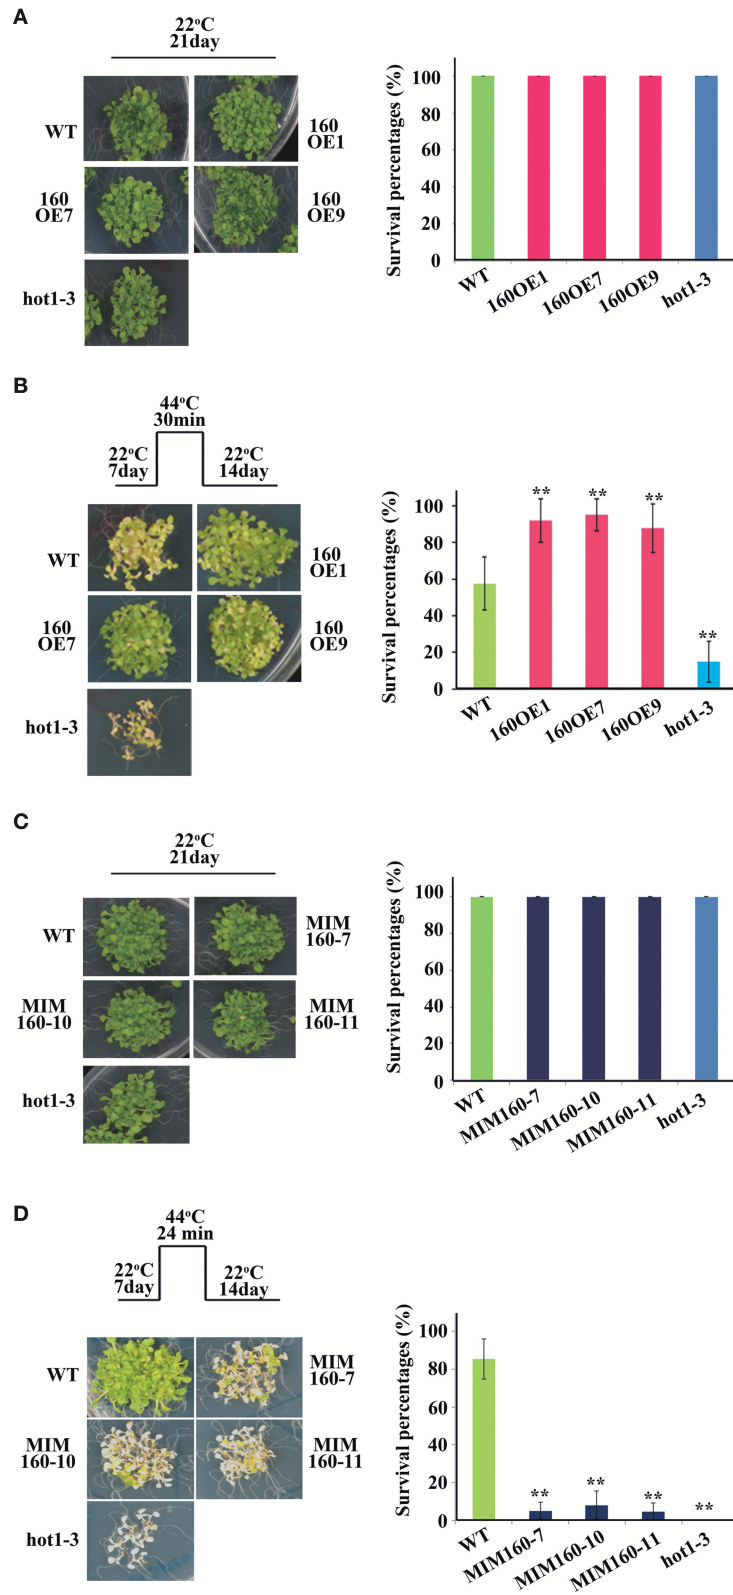 A
22°C
21day
WT
160
OE1
160
OE7
160
OE9
hot1-3
Survival percentages (%)
100
80
60
40
20
0
WT
160OE1
160OE7
160OE9
hot1-3
B
44°C
30min
22°C
7day
22°C
14day
WT
160
OE1
160
OE7
160
OE9
hot1-3
Survival percentages (%)
100
80
60
40
20
0
**
**
**
**
WT
160OE1
160OE7
160OE9
hot1-3
C
22°C
21day
WT
MIM
160-7
MIM
160-10
MIM
160-11
hot1-3
Survival percentages (%)
100
80
60
40
20
0
WT
MIM160-7
MIM160-10
MIM160-11
hot1-3
D
44°C
24 min
22°C
7day
22°C
14day
WT
MIM
160-7
MIM
160-10
MIM
160-11
hot1-3
Survival percentages (%)
100
80
60
40
20
0
**
**
**
**
WT
MIM160-7
MIM160-10
MIM160-11
hot1-3